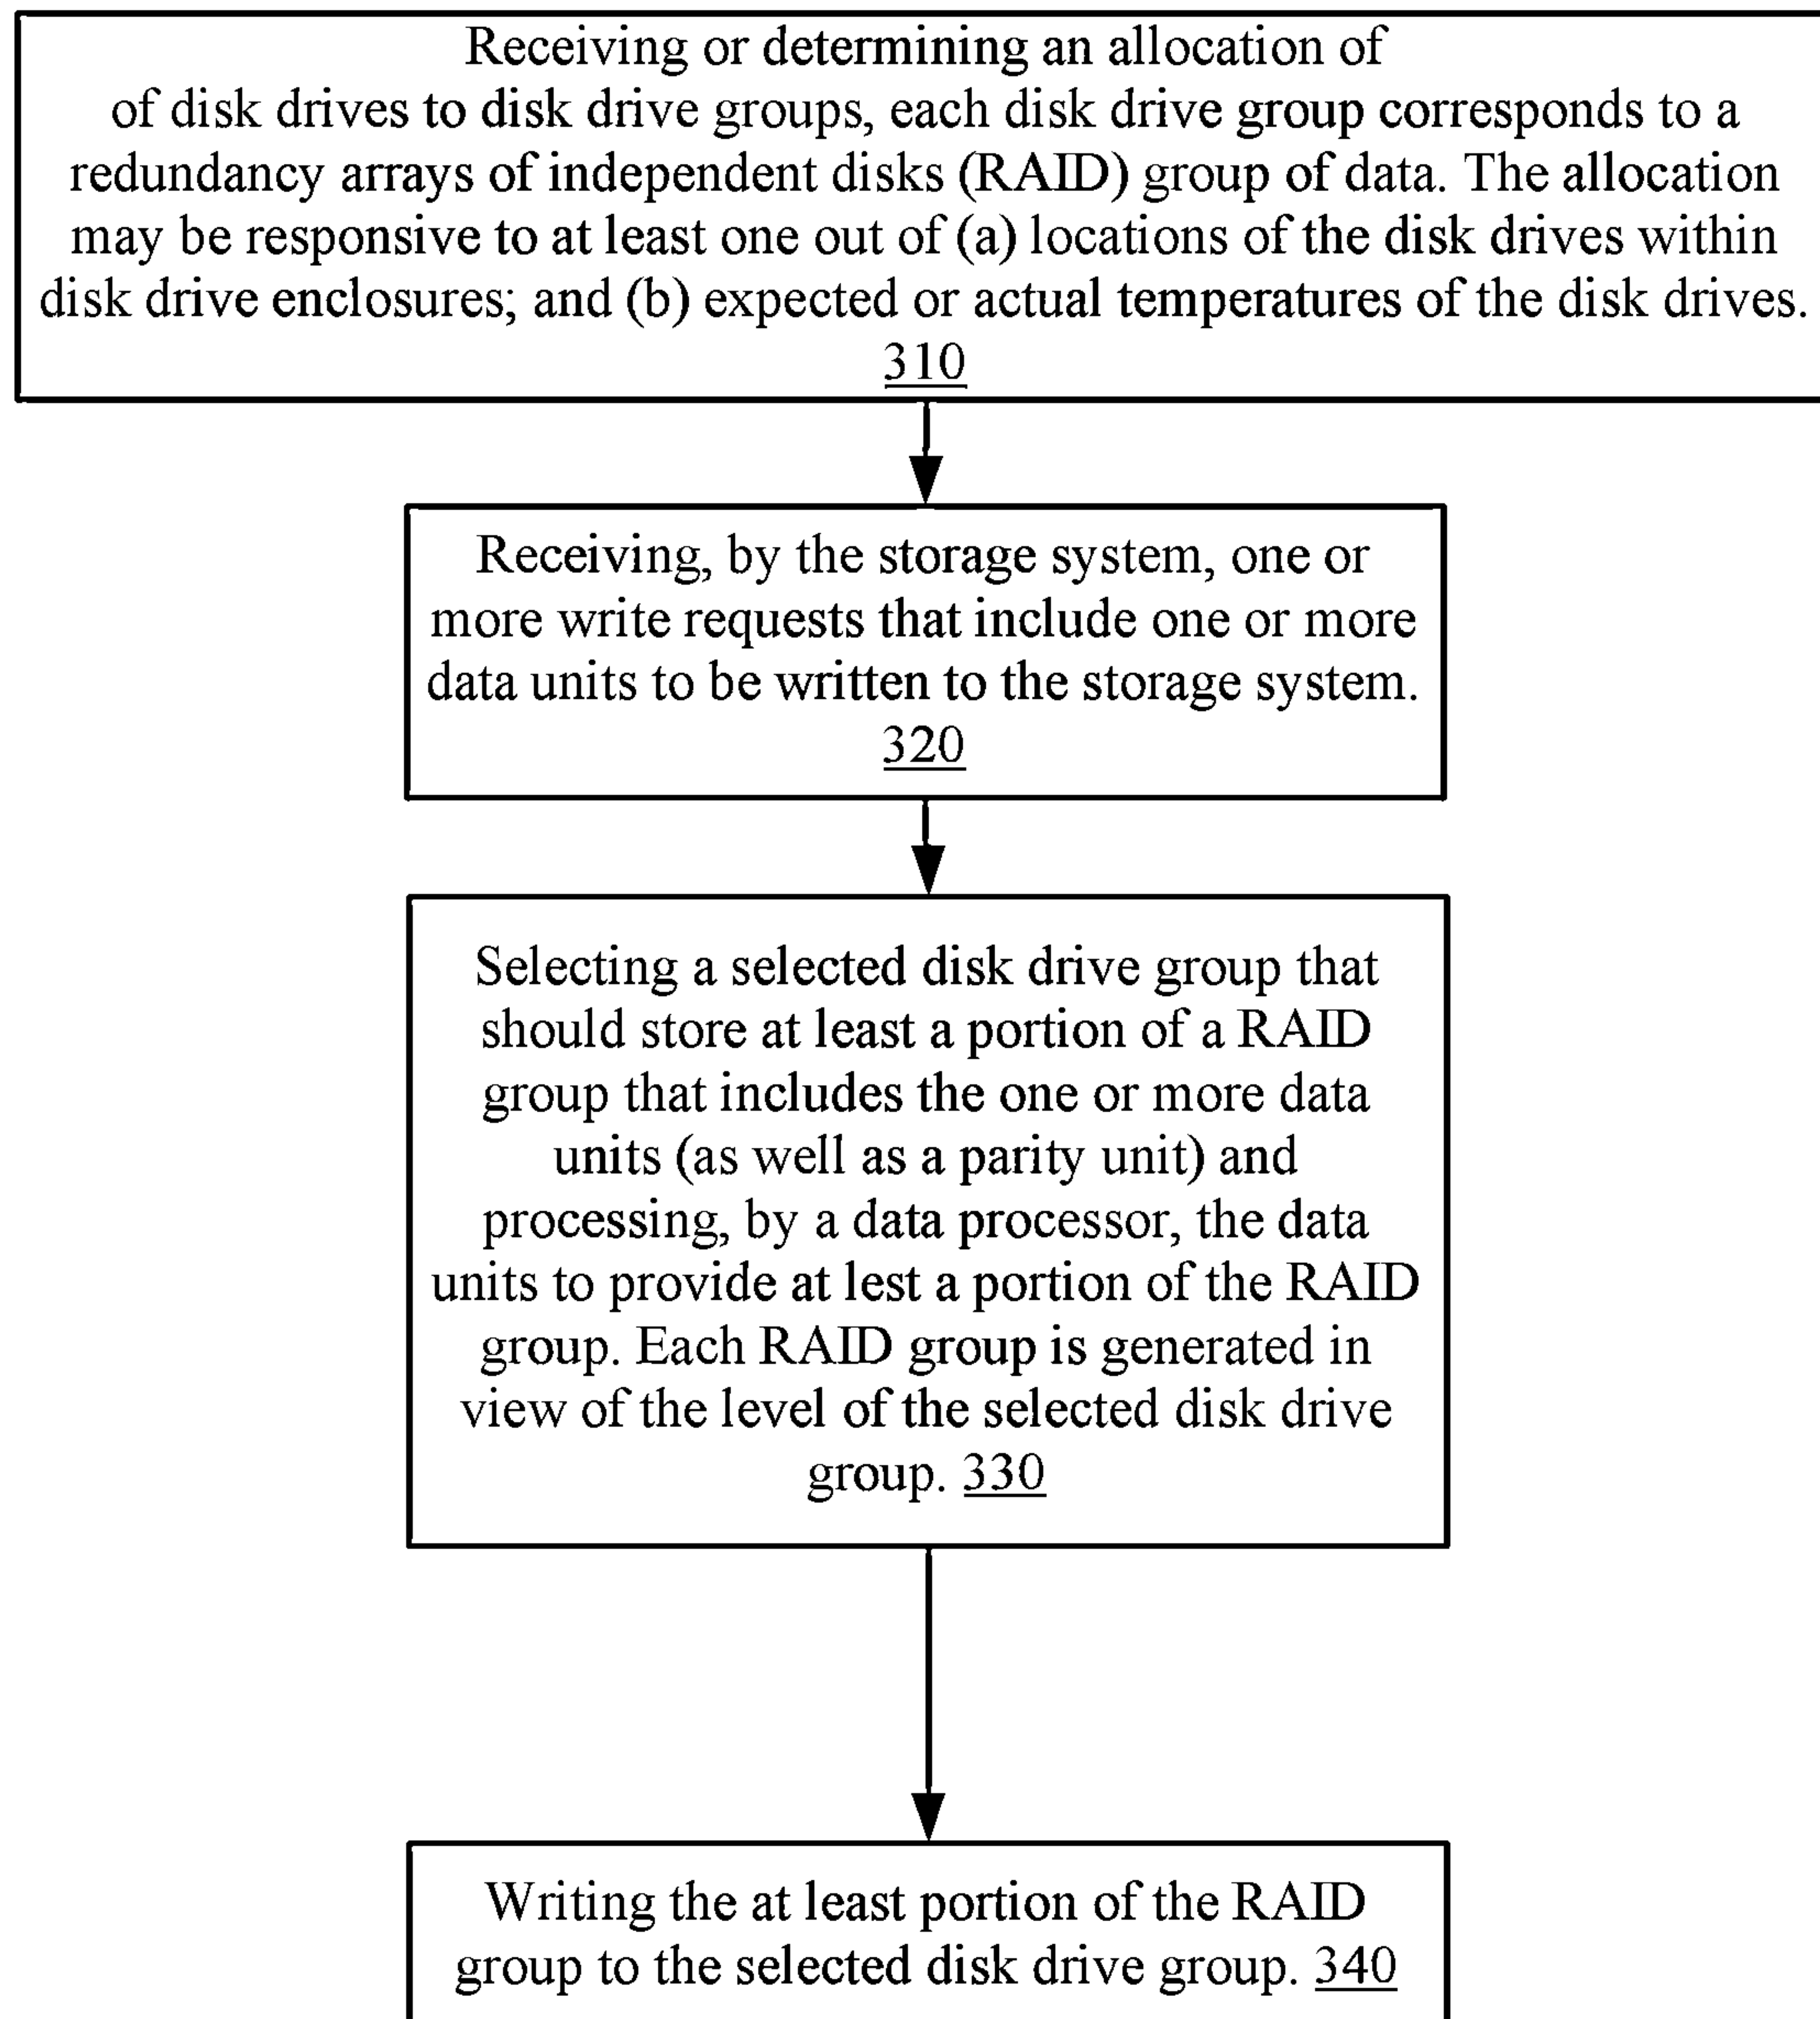 Receiving or determining an allocation of
of disk drives to disk drive groups, each disk drive group corresponds to a
redundancy arrays of independent disks (RAID) group of data. The allocation
may be responsive to at least one out of (a) locations of the disk drives within
disk drive enclosures; and (b) expected or actual temperatures of the disk drives.
310
Receiving, by the storage system, one or
more write requests that include one or more
data units to be written to the storage system.
320
Selecting a selected disk drive group that
should store at least a portion of a RAID
group that includes the one or more data
units (as well as a parity unit) and
processing, by a data processor, the data
units to provide at lest a portion of the RAID
group. Each RAID group is generated in
view of the level of the selected disk drive
group. 330
Writing the at least portion of the RAID
group to the selected disk drive group. 340